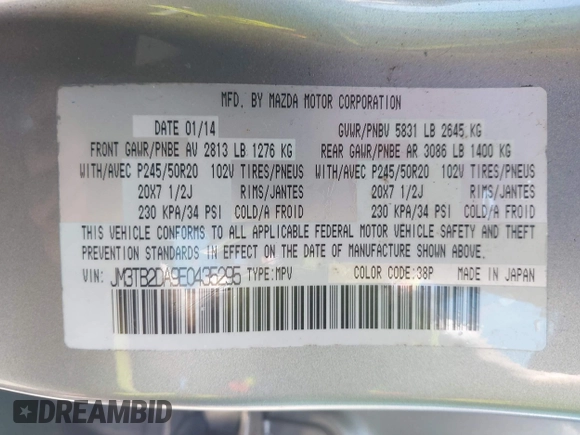 MFD. BY MAZDA MOTOR CORPORATION
DATE 01/14 GVWR/PNBV 5831 LB 2645 KG
FRONT GAWR/PNBE AV 2813 LB 1276 KG REAR GAWR/PNBE AR 3086 LB 1400 KG
WITH/AVEC P245/50R20 102V TIRES/PNEUS WITH/AVEC P245/50R20 102V TIRES/PNEUS
20X7 1/2J RIMS/JANTES 20X7 1/2J RIMS/JANTES
230 KPA/34 PSI COLD/A FROID 230 KPA/34 PSI COLD/A FROID
THIS VEHICLE CONFORMS TO ALL APPLICABLE FEDERAL MOTOR VEHICLE SAFETY AND THEFT
PREVENTION STANDARDS IN EFFECT ON THE DATE OF MANUFACTURE SHOWN ABOVE.
VIN: JM3TB2DA9E0435295 TYPE:MPV COLOR CODE:38P MADE IN JAPAN
DREAMBID